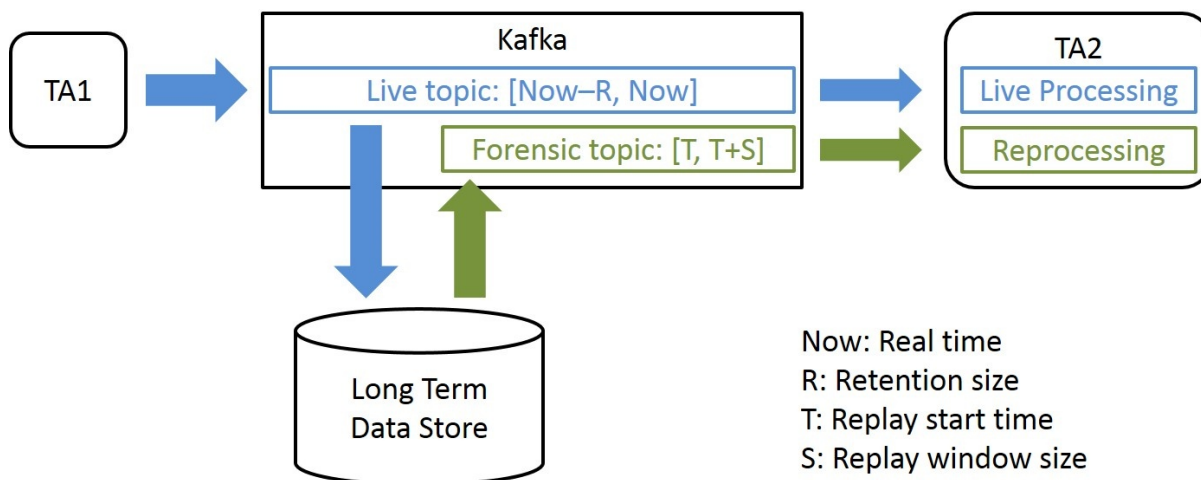 TA1
Kafka
Live topic: [Now–R, Now]
Forensic topic: [T, T+S]
TA2
Live Processing
Reprocessing
Long Term
Data Store
Now: Real time
R: Retention size
T: Replay start time
S: Replay window size